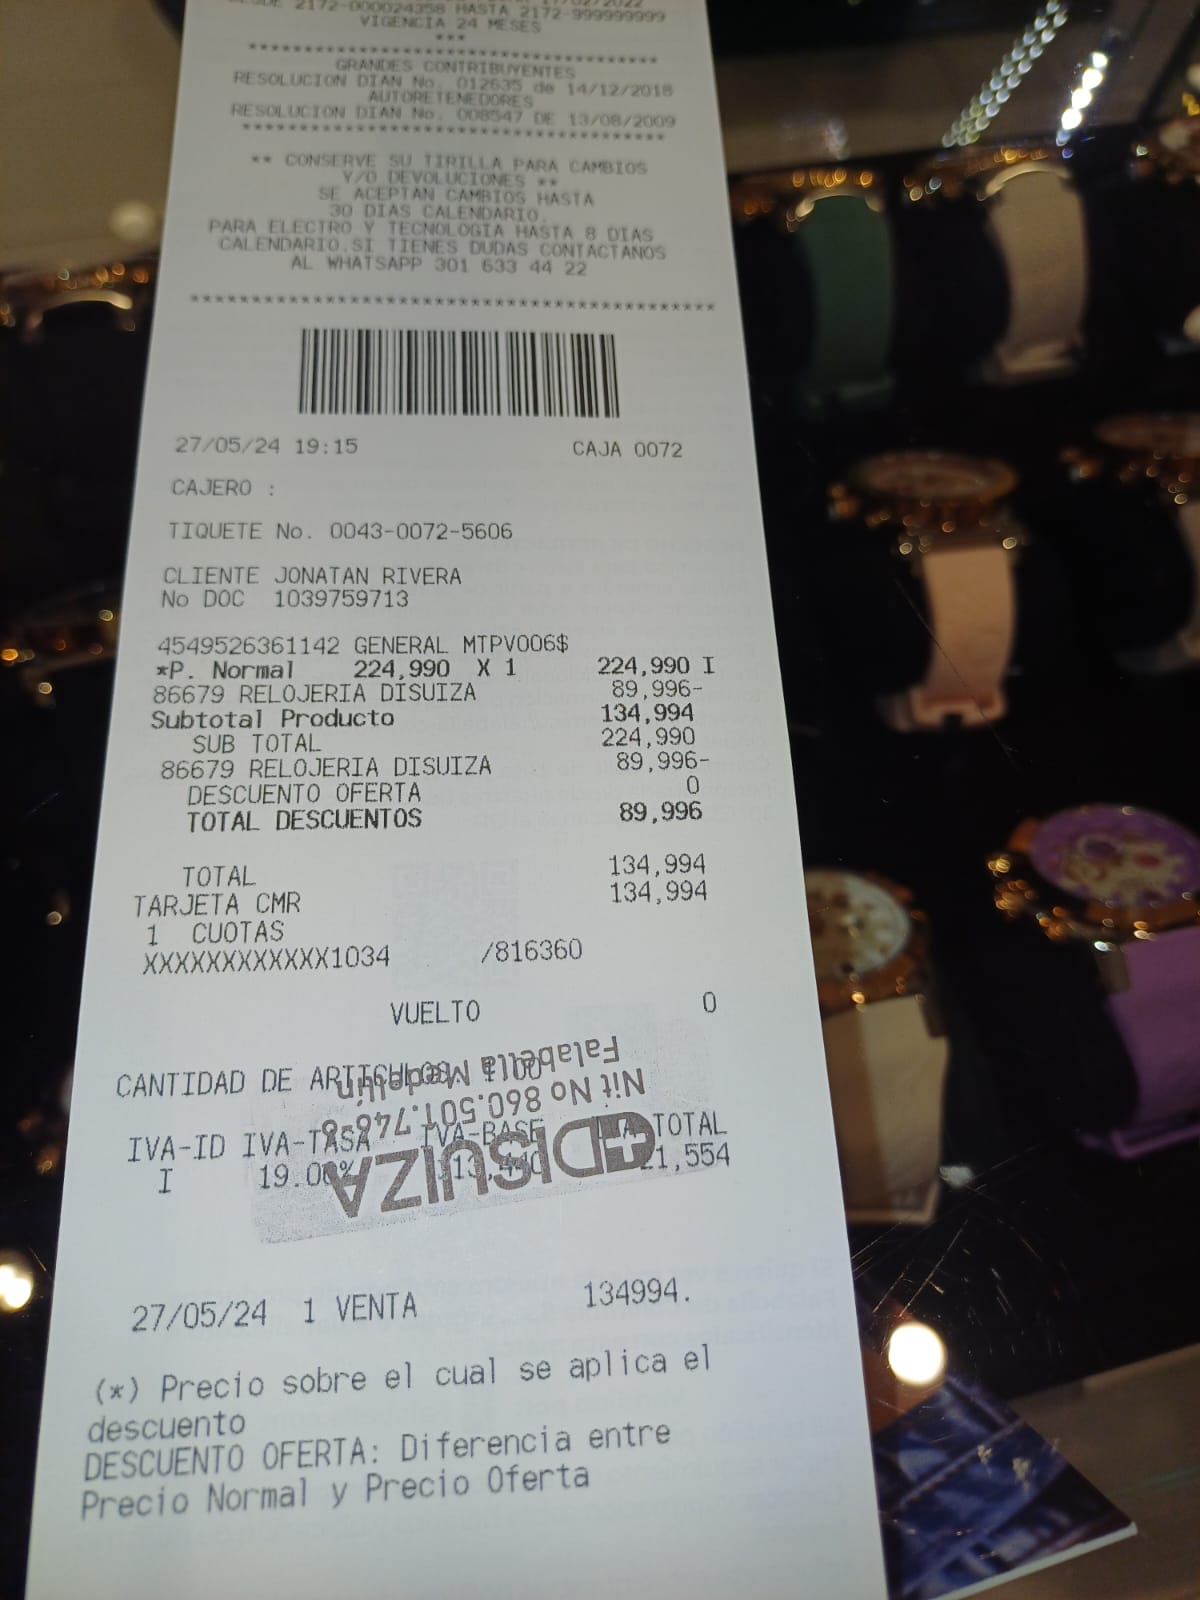 DESDE 2172-000024358 HASTA 2172-999999999
VIGENCIA 24 MESES
***
****************************************
GRANDES CONTRIBUYENTES
RESOLUCION DIAN No. 012635 de 14/12/2018
AUTORETENEDORES
RESOLUCION DIAN No. 008547 DE 13/08/2009
****************************************
** CONSERVE SU TIRILLA PARA CAMBIOS
Y/O DEVOLUCIONES **
SE ACEPTAN CAMBIOS HASTA
30 DIAS CALENDARIO.
PARA ELECTRO Y TECNOLOGIA HASTA 8 DIAS
CALENDARIO.SI TIENES DUDAS CONTACTANOS
AL WHATSAPP 301 633 44 22
********************************************
27/05/24 19:15 CAJA 0072
CAJERO :
TIQUETE No. 0043-0072-5606
CLIENTE JONATAN RIVERA
No DOC 1039759713
4549526361142 GENERAL MTPV006$
*P. Normal 224,990 X 1 224,990 I
86679 RELOJERIA DISUIZA 89,996-
Subtotal Producto 134,994
SUB TOTAL 224,990
86679 RELOJERIA DISUIZA 89,996-
DESCUENTO OFERTA 0
TOTAL DESCUENTOS 89,996
TOTAL 134,994
TARJETA CMR 134,994
1 CUOTAS
XXXXXXXXXXXX1034 /816360
VUELTO 0
CANTIDAD DE
IVA-ID IVA-TASA IVA-BASE TOTAL
I 21,554
DISUIZA
Nit No 860.501.748-8
Falabella Medellín
27/05/24 1 VENTA 134994.
(*) Precio sobre el cual se aplica el
descuento
DESCUENTO OFERTA: Diferencia entre
Precio Normal y Precio Oferta